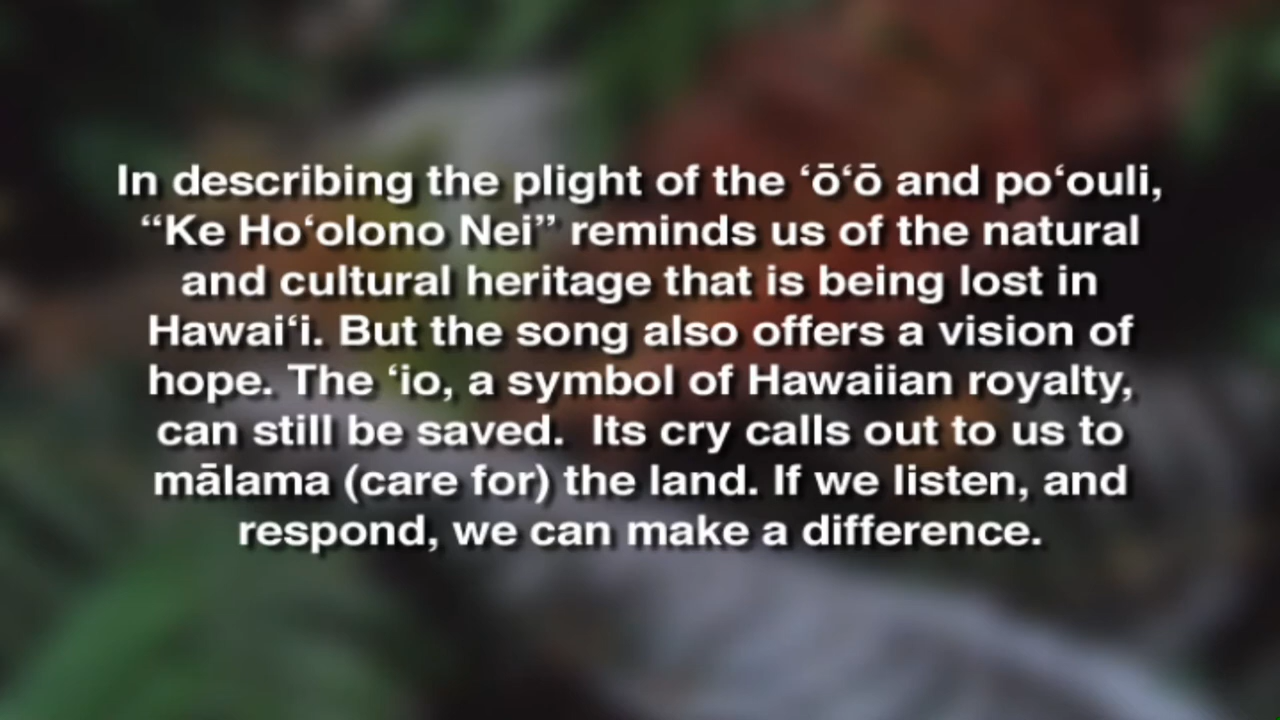 In describing the plight of the ʻōʻō and poʻouli,
“Ke Hoʻolono Nei” reminds us of the natural
and cultural heritage that is being lost in
Hawaiʻi. But the song also offers a vision of
hope. The ʻio, a symbol of Hawaiian royalty,
can still be saved.  Its cry calls out to us to
mālama (care for) the land. If we listen, and
respond, we can make a difference.